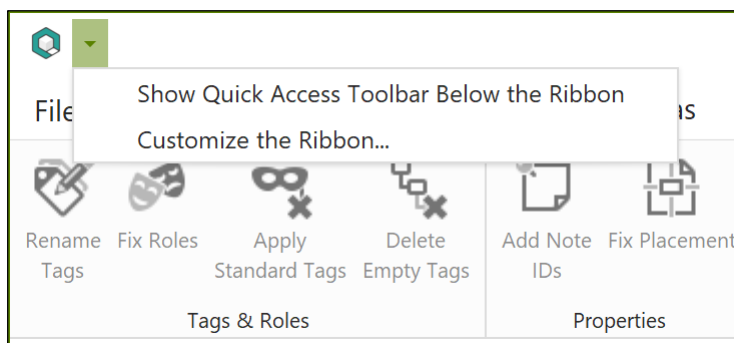 Show Quick Access Toolbar Below the Ribbon
File
Customize the Ribbon...
Rename Tags
Fix Roles
Apply Standard Tags
Delete Empty Tags
Add Note IDs
Fix Placement
Tags & Roles
Properties